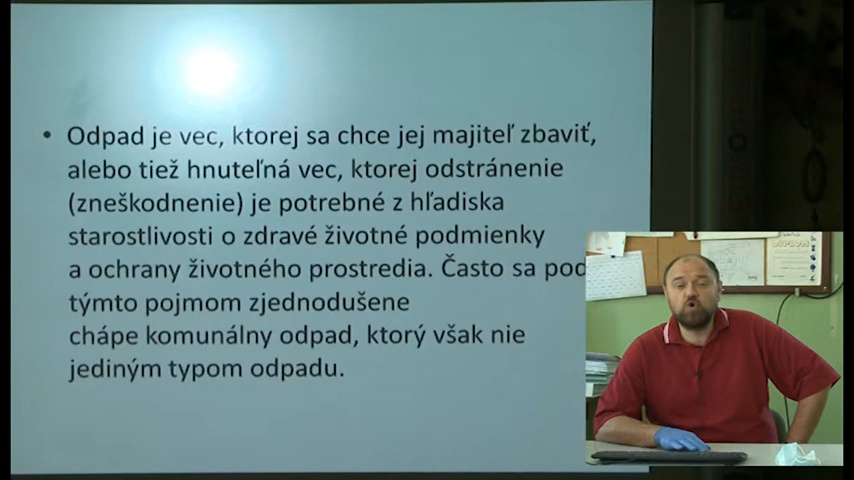 • Odpad je vec, ktorej sa chce jej majiteľ zbaviť,
alebo tiež hnuteľná vec, ktorej odstránenie
(zneškodnenie) je potrebné z hľadiska
starostlivosti o zdravé životné podmienky
a ochrany životného prostredia. Často sa pod
týmto pojmom zjednodušene
chápe komunálny odpad, ktorý však nie
jediným typom odpadu.